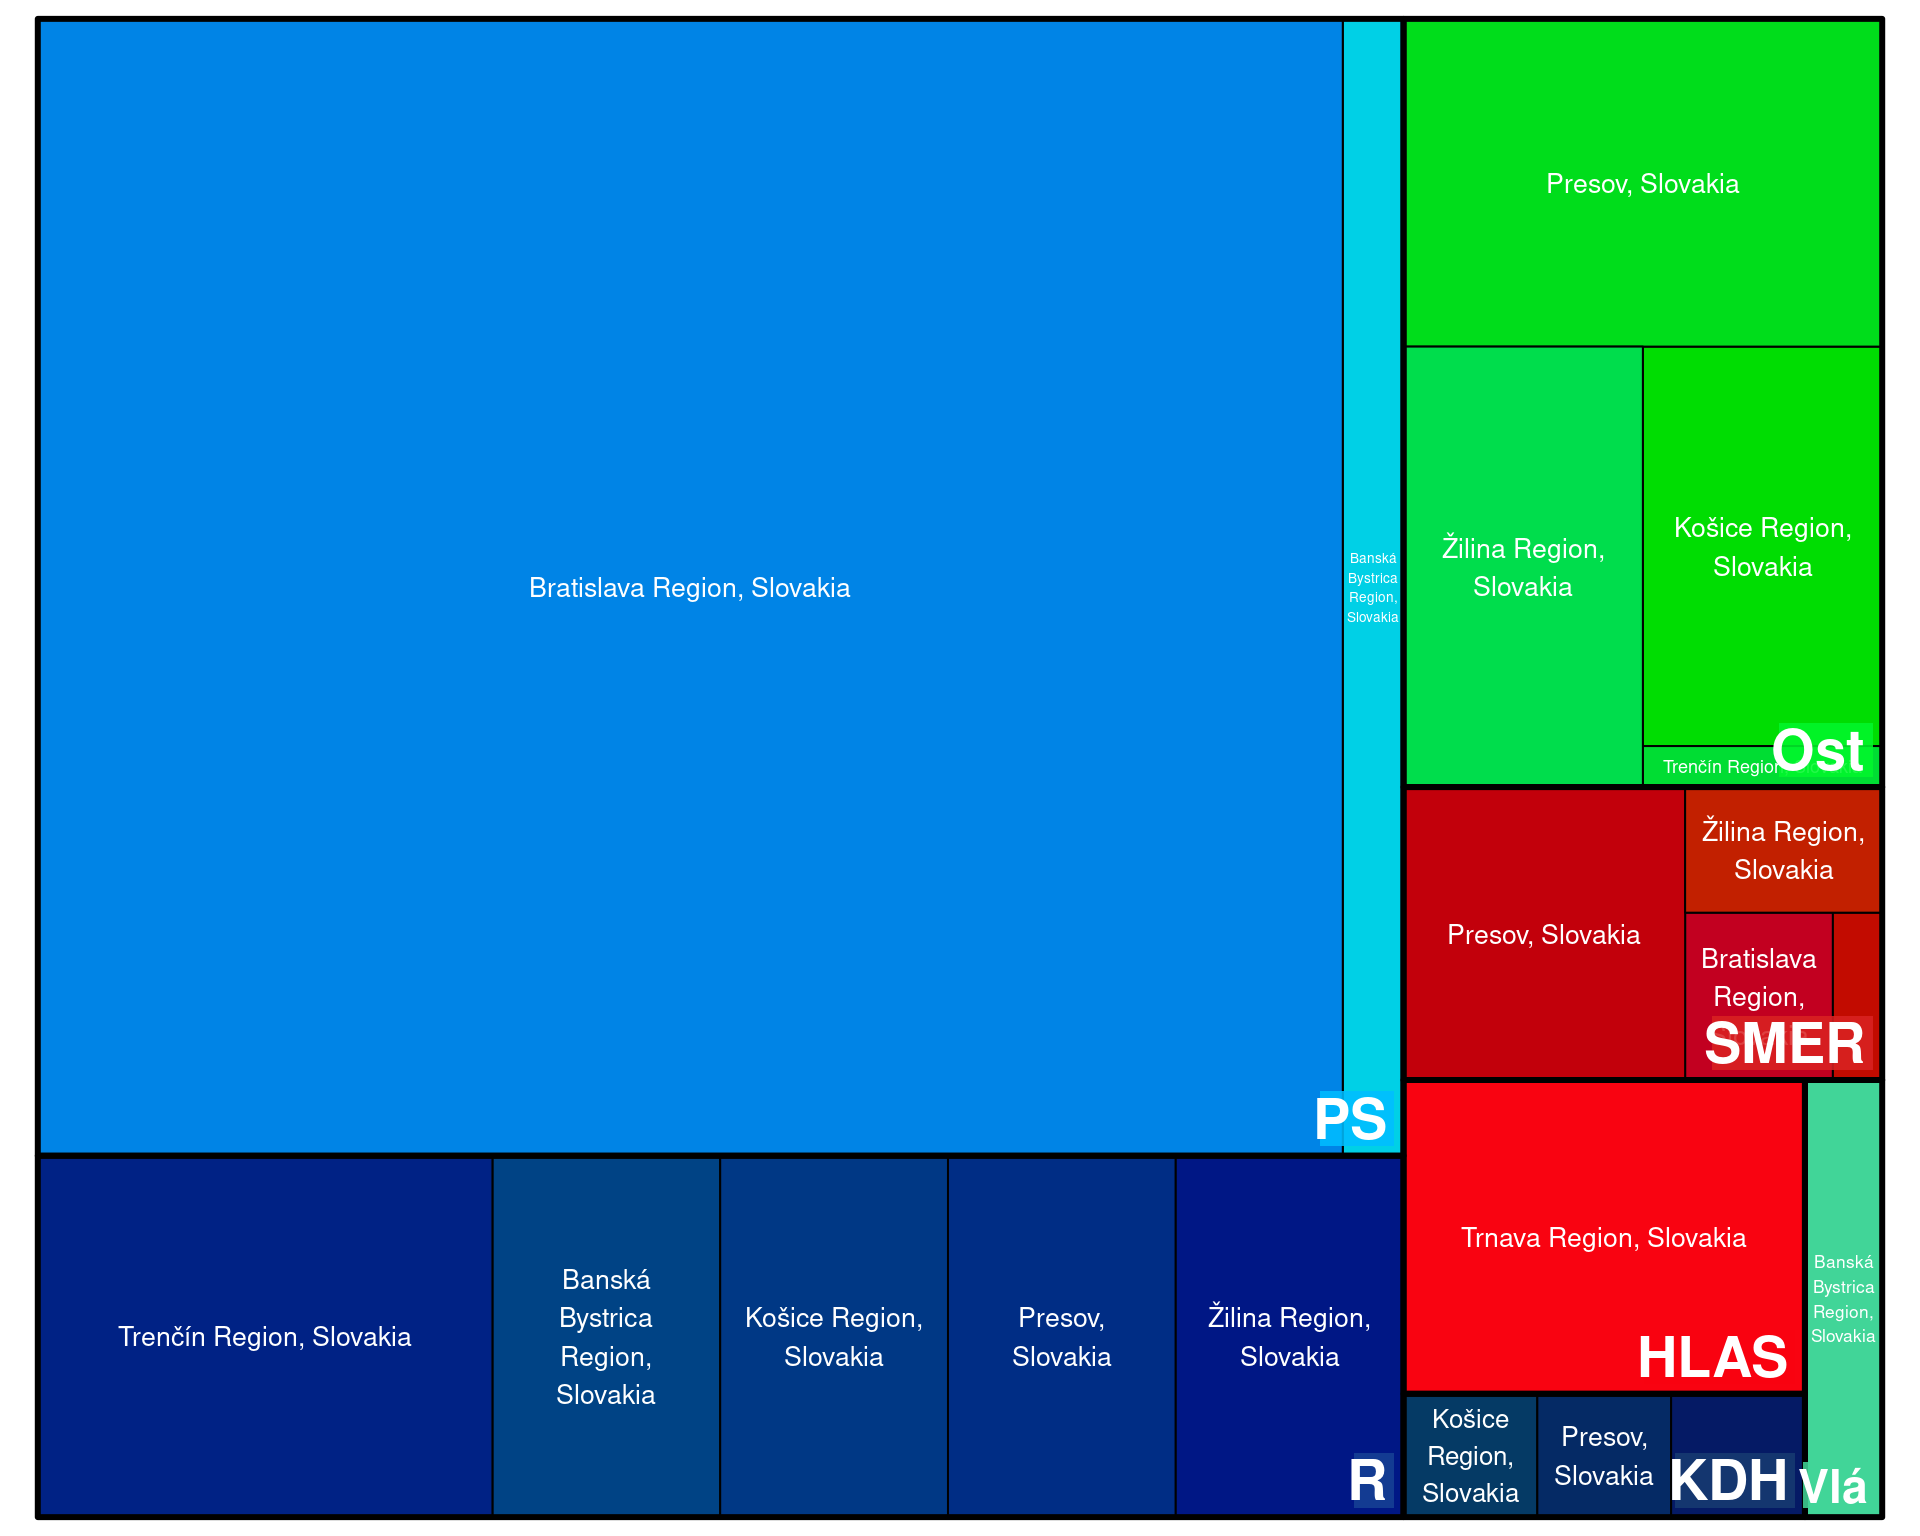 Bratislava Region, Slovakia
Banská
Bystrica
Region,
Slovakia
PS
Trenčín Region, Slovakia
Banská
Bystrica
Region,
Slovakia
Košice Region,
Slovakia
Presov,
Slovakia
Žilina Region,
Slovakia
R
Presov, Slovakia
Žilina Region,
Slovakia
Košice Region,
Slovakia
Trenčín Region
Ost
Presov, Slovakia
Žilina Region,
Slovakia
Bratislava
Region,
SMER
Trnava Region, Slovakia
HLAS
Banská
Bystrica
Region,
Slovakia
Vlá
Košice
Region,
Slovakia
Presov,
Slovakia
KDH